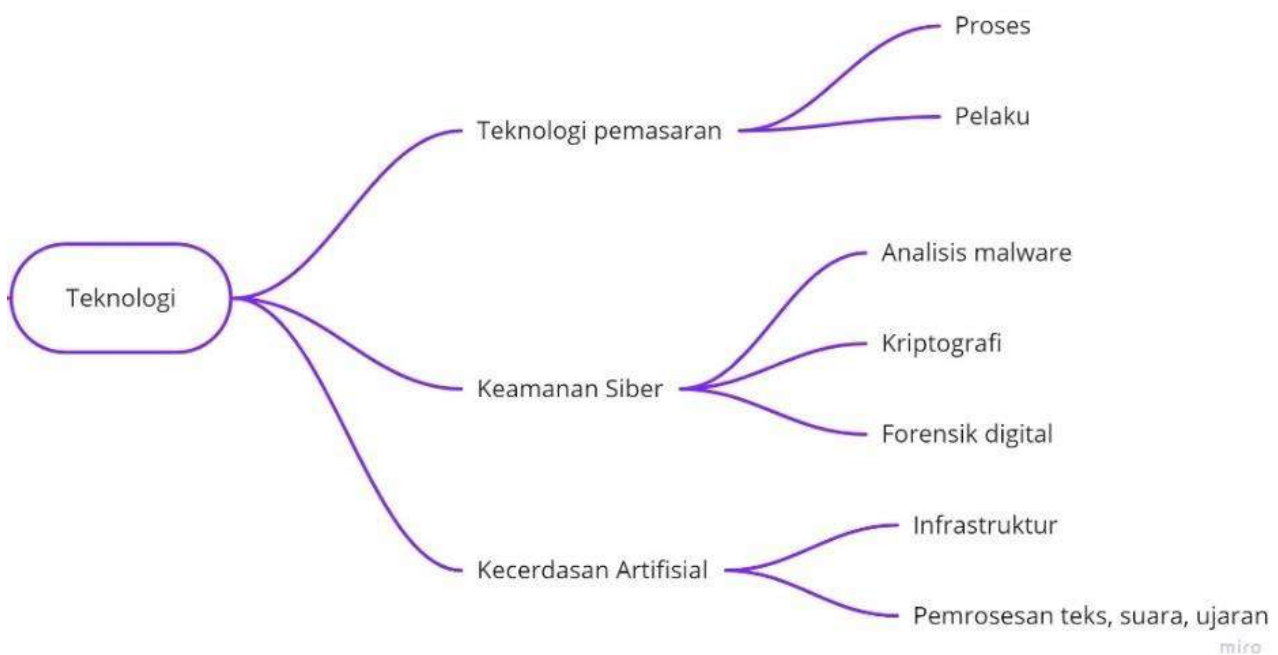 Proses
Teknologi pemasaran
Pelaku
Teknologi
Analisis malware
Keamanan Siber
Kriptografi
Forensik digital
Kecerdasan Artifisial
Infrastruktur
Pemrosesan teks, suara, ujaran
miro